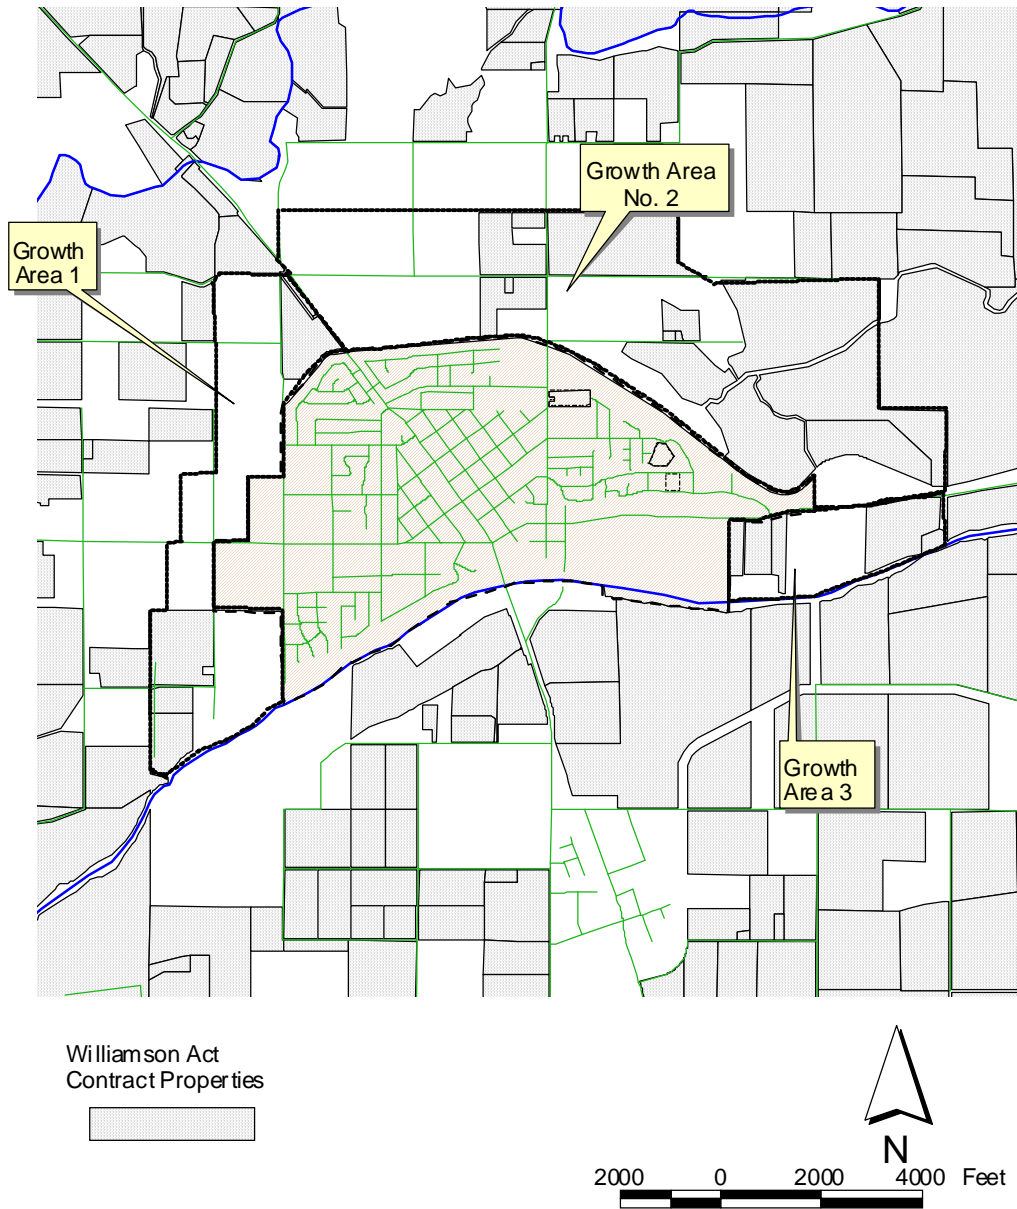 Growth Area
No. 2
Growth
Area 1
Growth
Area 3
Williamson Act
Contract Properties
N
2000 0 2000 4000 Feet